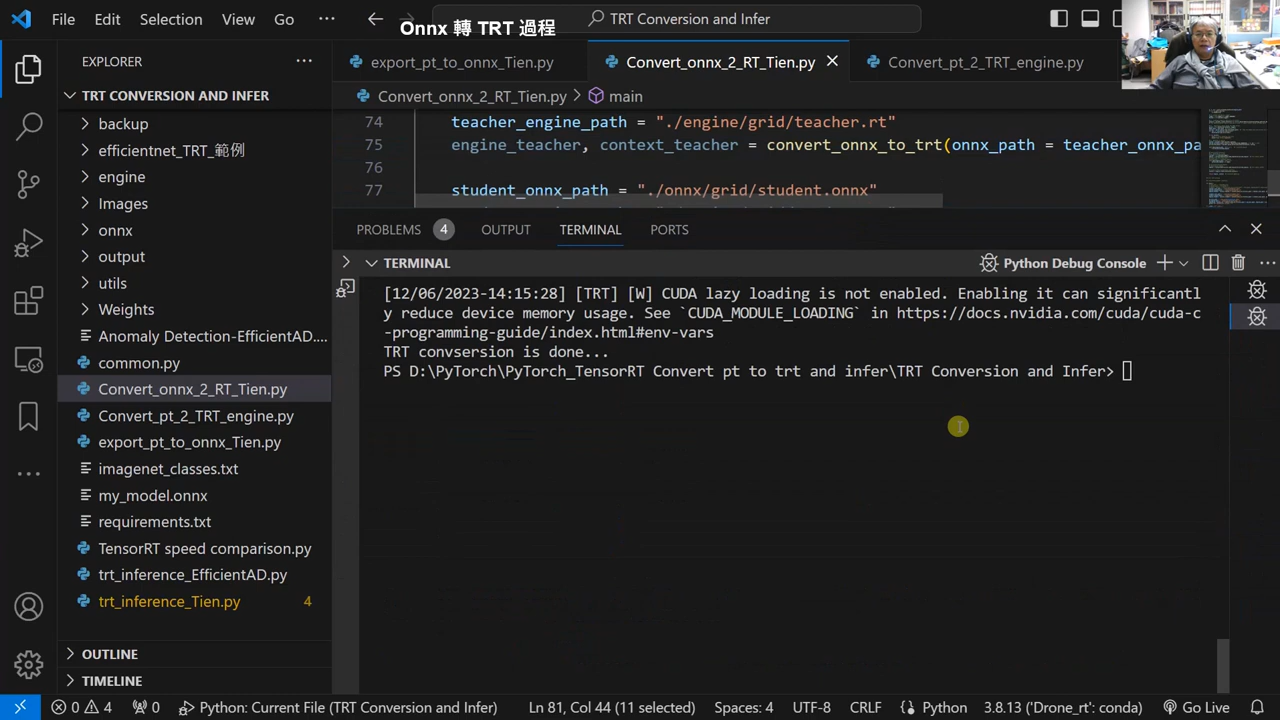 File Edit Selection View Go ··· TRT Conversion and Infer
Onnx 轉 TRT 過程
EXPLORER ···
TRT CONVERSION AND INFER
backup
efficientnet_TRT_範例
engine
Images
onnx
output
utils
Weights
Anomaly Detection-EfficientAD....
common.py
Convert_onnx_2_RT_Tien.py
Convert_pt_2_TRT_engine.py
export_pt_to_onnx_Tien.py
imagenet_classes.txt
my_model.onnx
requirements.txt
TensorRT speed comparison.py
trt_inference_EfficientAD.py
trt_inference_Tien.py 4
OUTLINE
TIMELINE
export_pt_to_onnx_Tien.py Convert_onnx_2_RT_Tien.py Convert_pt_2_TRT_engine.py
Convert_onnx_2_RT_Tien.py > main
74 teacher_engine_path = "./engine/grid/teacher.rt"
75 engine_teacher, context_teacher = convert_onnx_to_trt(onnx_path = teacher_onnx_pa
76
77 student_onnx_path = "./onnx/grid/student.onnx"
PROBLEMS 4 OUTPUT TERMINAL PORTS
TERMINAL Python Debug Console
[12/06/2023-14:15:28] [TRT] [W] CUDA lazy loading is not enabled. Enabling it can significantl
y reduce device memory usage. See `CUDA_MODULE_LOADING` in https://docs.nvidia.com/cuda/cuda-c
-programming-guide/index.html#env-vars
TRT convsersion is done...
PS D:\PyTorch\PyTorch_TensorRT Convert pt to trt and infer\TRT Conversion and Infer>
0 4 0 Python: Current File (TRT Conversion and Infer) Ln 81, Col 44 (11 selected) Spaces: 4 UTF-8 CRLF Python 3.8.13 ('Drone_rt': conda) Go Live